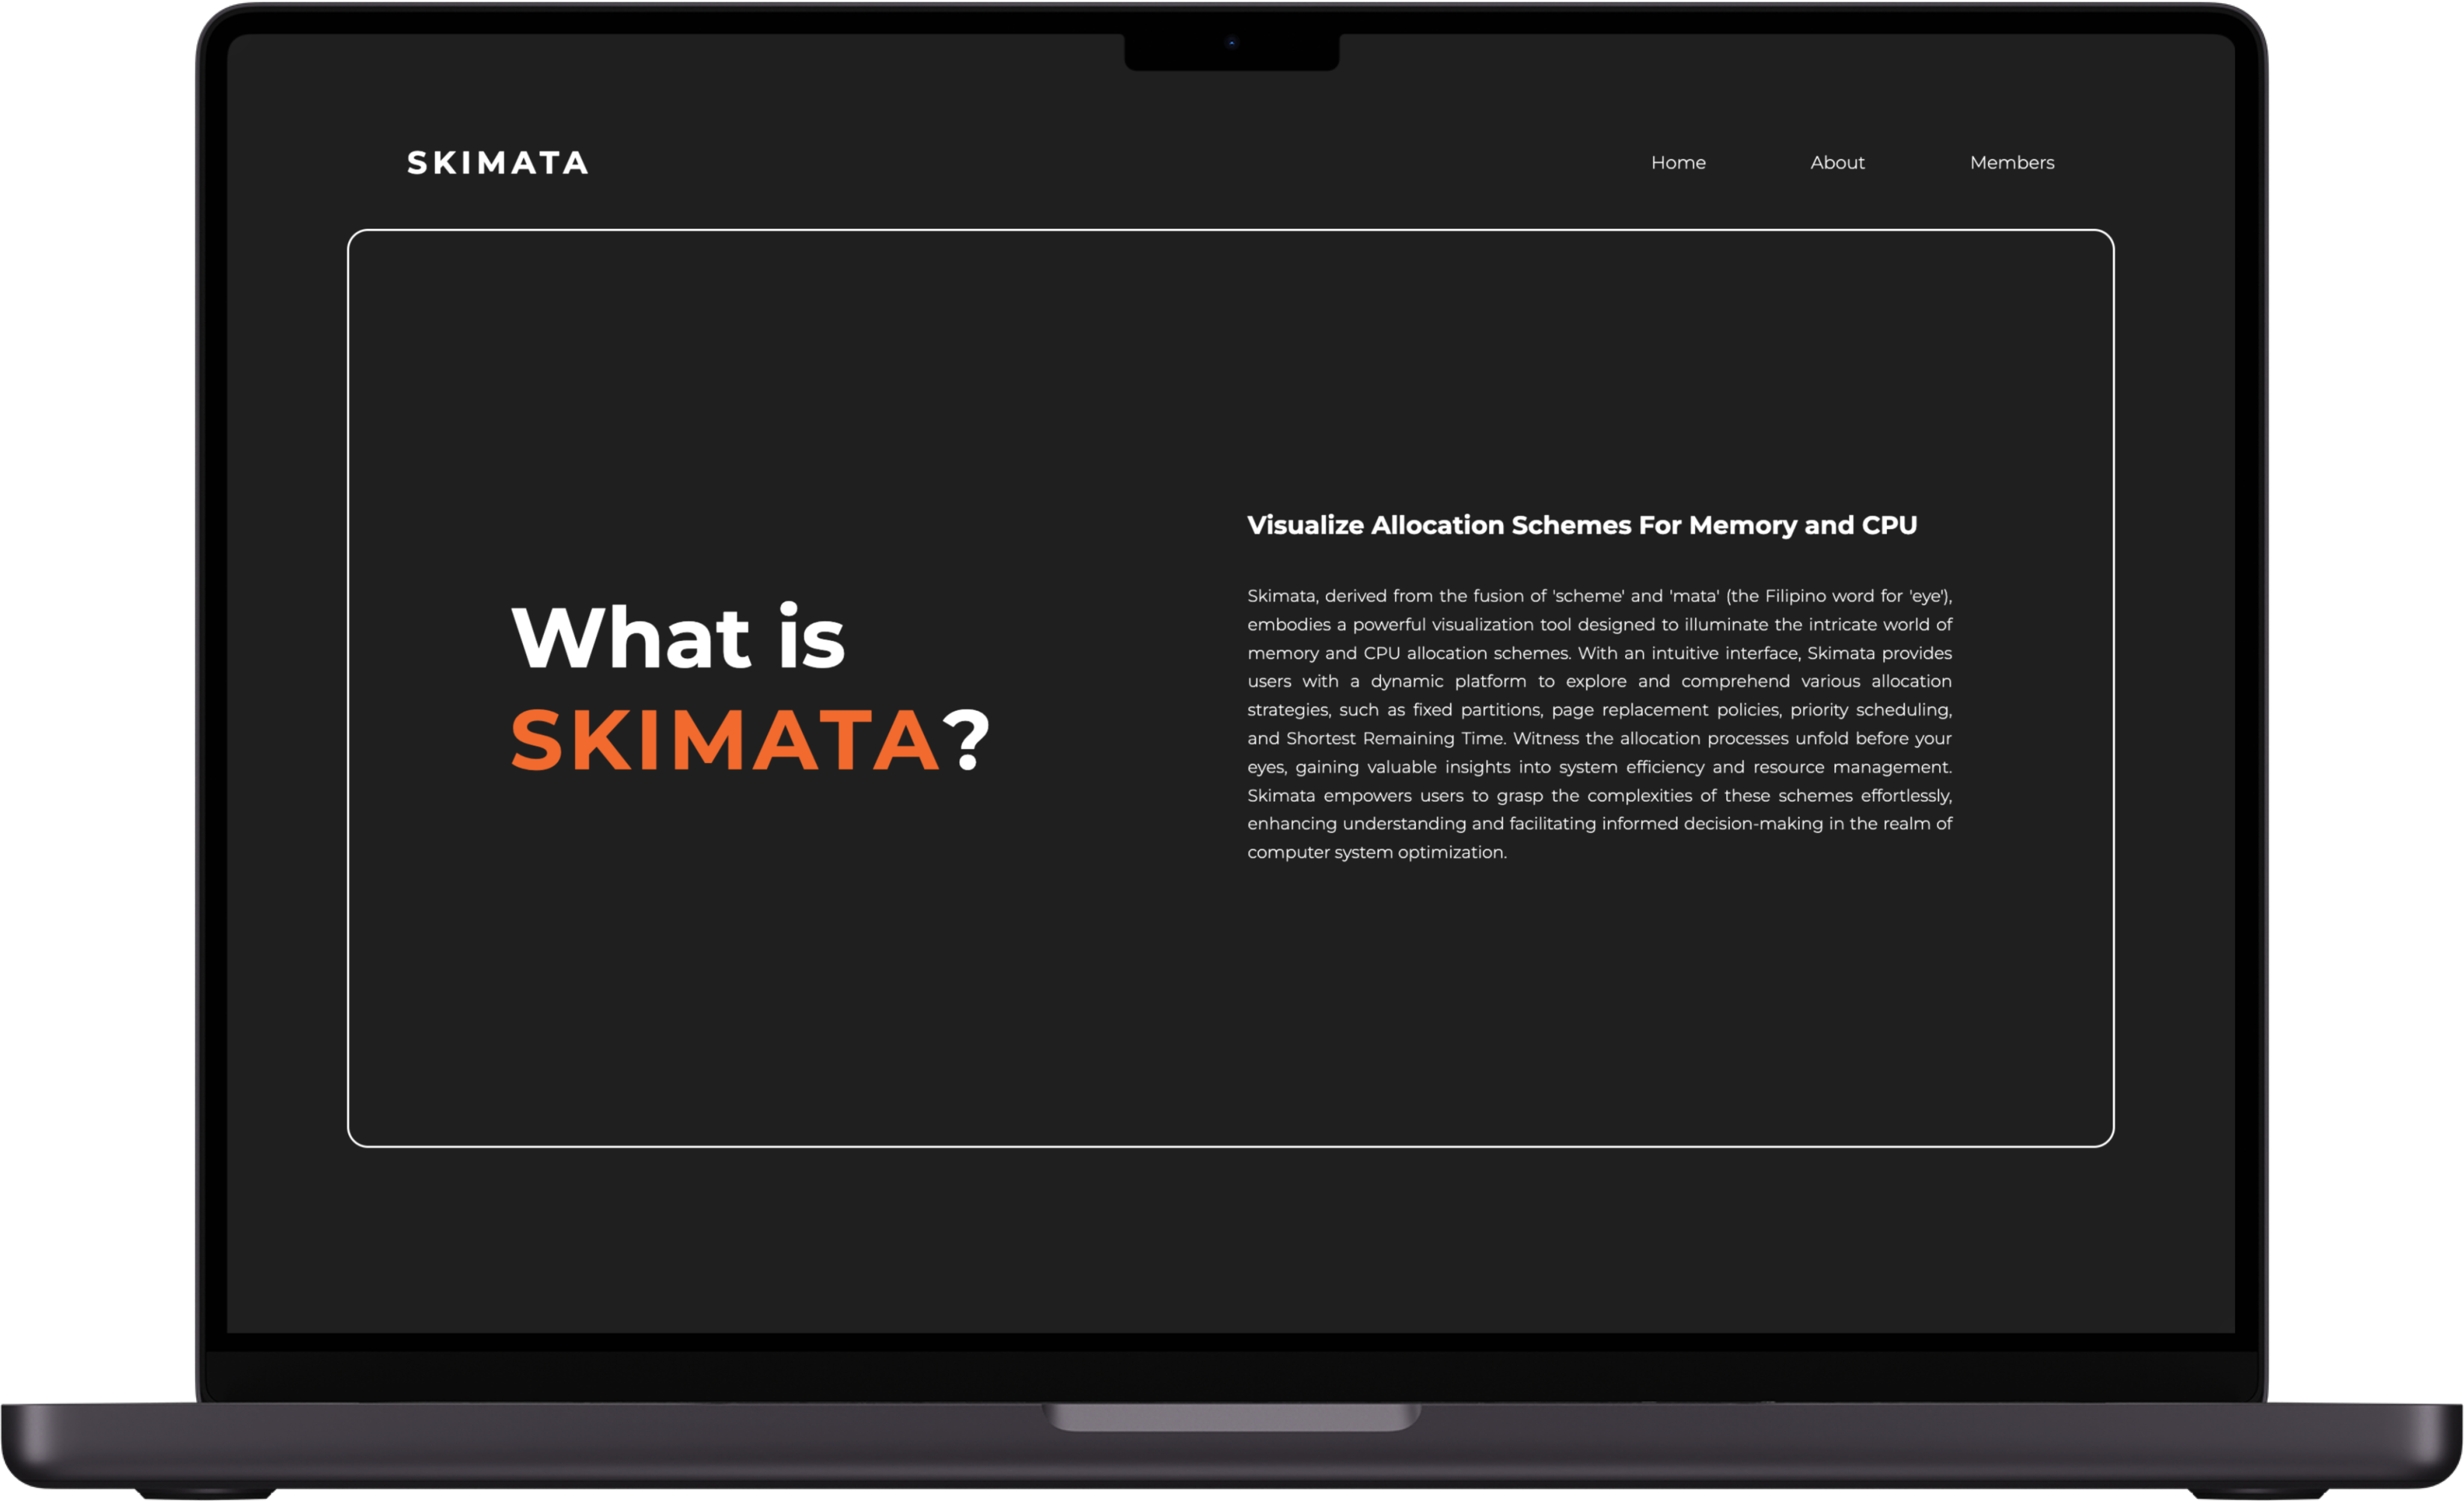 SKIMATA
Home
About
Members
What is
SKIMATA?
Visualize Allocation Schemes For Memory and CPU
Skimata, derived from the fusion of 'scheme' and 'mata' (the Filipino word for 'eye'),
embodies a powerful visualization tool designed to illuminate the intricate world of
memory and CPU allocation schemes. With an intuitive interface, Skimata provides
users with a dynamic platform to explore and comprehend various allocation
strategies, such as fixed partitions, page replacement policies, priority scheduling,
and Shortest Remaining Time. Witness the allocation processes unfold before your
eyes, gaining valuable insights into system efficiency and resource management.
Skimata empowers users to grasp the complexities of these schemes effortlessly,
enhancing understanding and facilitating informed decision-making in the realm of
computer system optimization.